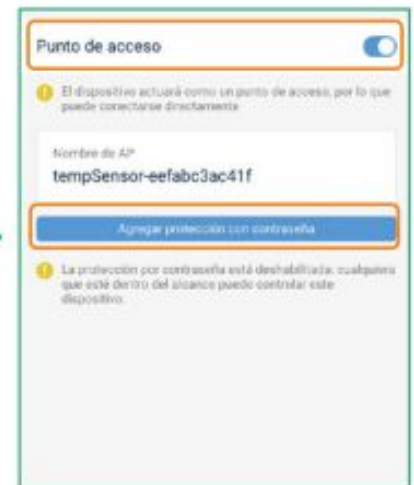 Punto de acceso
El dispositivo actuará como un punto de acceso, por lo que
puede conectarse directamente
Nombre de AP
tempSensor-eefabc3ac41f
Agregar protección con contraseña
La protección por contraseña está deshabilitada, cualquiera
que esté dentro del alcance puede controlar este
dispositivo.